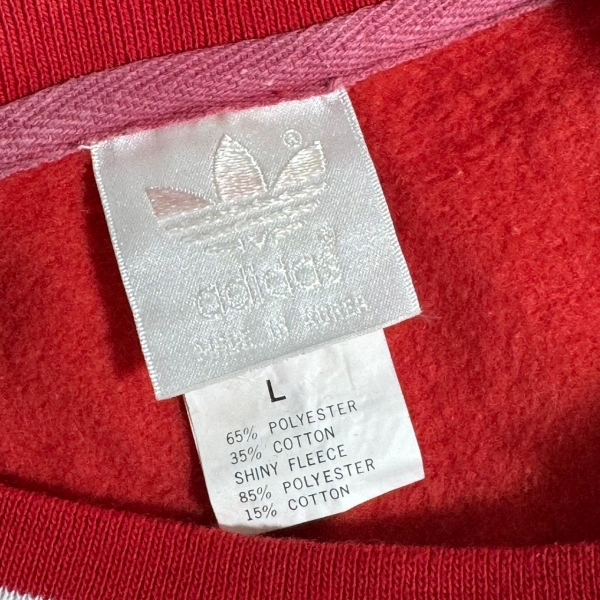 ®
adidas
MADE IN KOREA
L
65% POLYESTER
35% COTTON
SHINY FLEECE
85% POLYESTER
15% COTTON